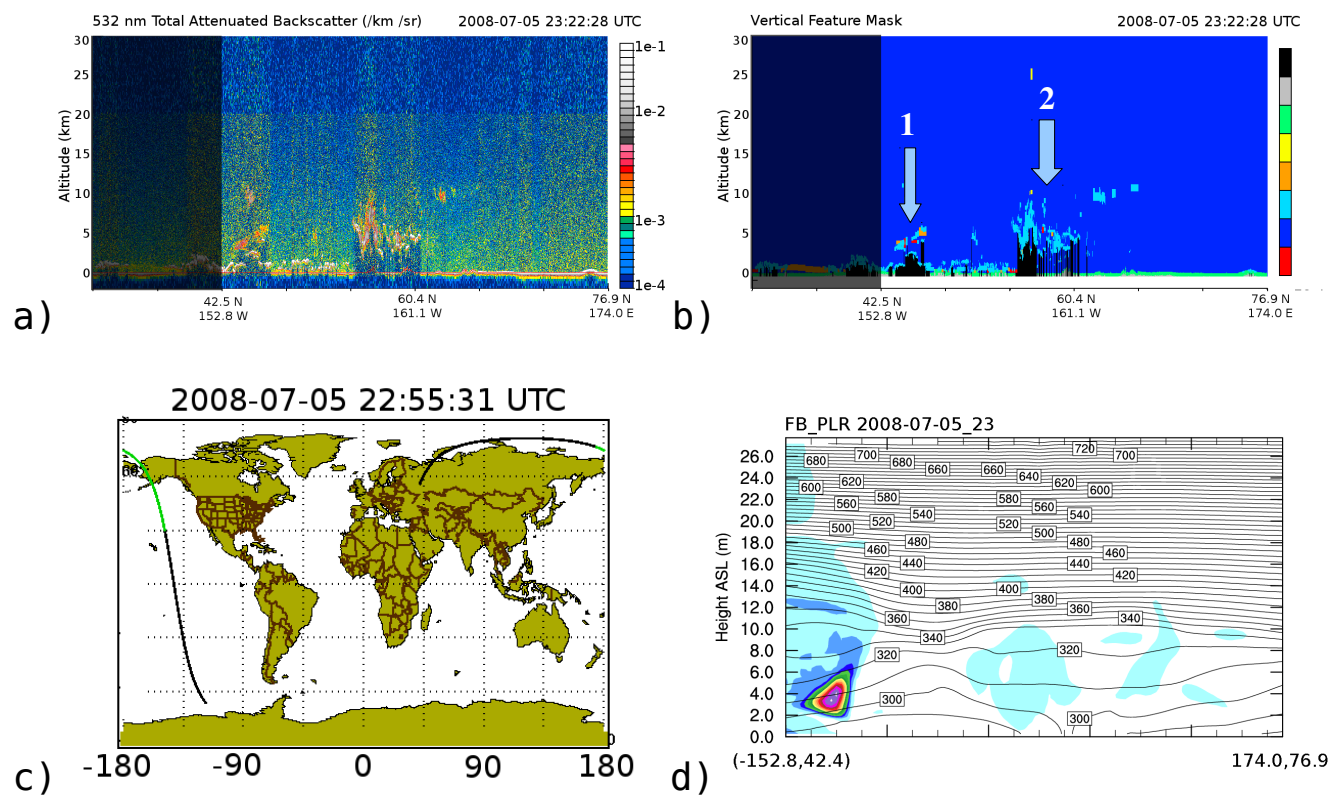 532 nm Total Attenuated Backscatter (/km /sr) 2008-07-05 23:22:28 UTC
30
25
20
15
10
5
0
Altitude (km)
1e-1
1e-2
1e-3
1e-4
42.5 N 60.4 N 76.9 N
152.8 W 161.1 W 174.0 E
a)
Vertical Feature Mask 2008-07-05 23:22:28 UTC
30
25
20
15
10
5
0
Altitude (km)
1
2
42.5 N 60.4 N 76.9 N
152.8 W 161.1 W 174.0 E
b)
2008-07-05 22:55:31 UTC
-180 -90 0 90 180
c)
FB_PLR 2008-07-05_23
Height ASL (m)
26.0
24.0
22.0
20.0
18.0
16.0
14.0
12.0
10.0
8.0
6.0
4.0
2.0
0.0
720
700 700
680 680
660 660
640
620 620
600 600
580 580
560 560
540 540
520 520
500 500
480 480
460 460
440 440
420 420
400 400
380 380
360 360
340 340
320 320
300 300
(-152.8,42.4) 174.0,76.9
d)